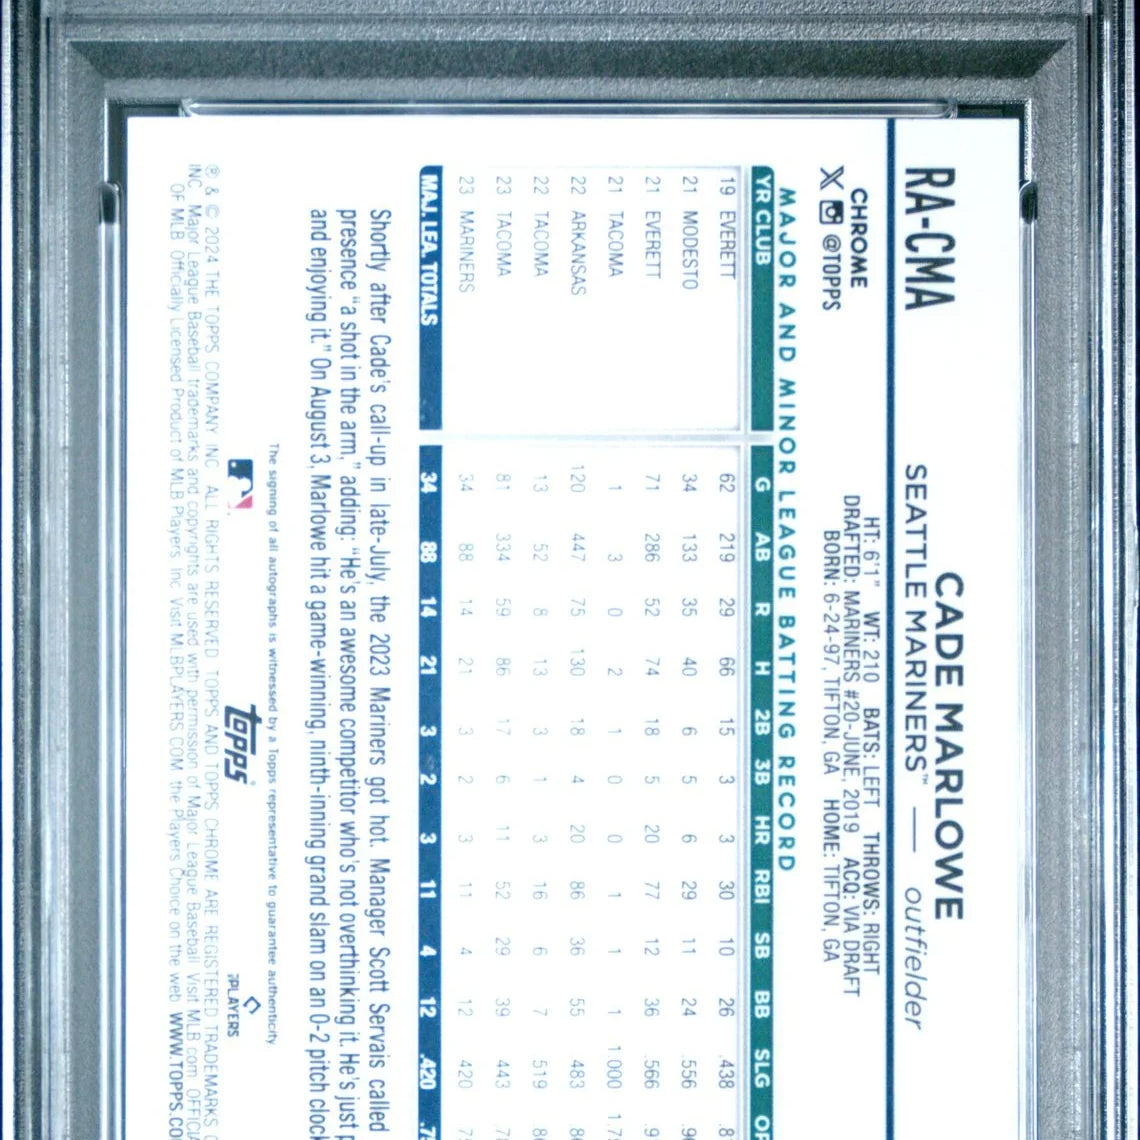 RA-CMA
CADE MARLOWE
SEATTLE MARINERS™ — outfielder
CHROME
@TOPPS
HT: 6'1" WT: 210 BATS: LEFT THROWS: RIGHT
DRAFTED: MARINERS #20-JUNE, 2019 ACQ: VIA DRAFT
BORN: 6-24-97, TIFTON, GA HOME: TIFTON, GA
MAJOR AND MINOR LEAGUE BATTING RECORD
YR CLUB G AB R H 2B 3B HR RBI SB BB SLG
19 EVERETT 62 219 29 66 15 3 3 30 10 26 .438
21 MODESTO 34 133 35 40 6 5 6 29 11 24 .556
21 EVERETT 71 286 52 74 18 5 20 77 12 36 .566
21 TACOMA 1 3 0 2 1 0 0 1 1 1 1.000
22 ARKANSAS 120 447 75 130 18 4 20 86 36 55 .483
22 TACOMA 13 52 8 13 3 1 3 16 6 7 .519
23 TACOMA 81 334 59 86 17 6 11 52 29 39 .443
23 MARINERS 34 88 14 21 3 2 3 11 4 12 .420
MAJ. LEA. TOTALS 34 88 14 21 3 2 3 11 4 12 .420
Shortly after Cade's call-up in late-July, the 2023 Mariners got hot. Manager Scott Servais called
presence "a shot in the arm," adding: "He's an awesome competitor who's not overthinking it. He's just
and enjoying it." On August 3, Marlowe hit a game-winning, ninth-inning grand slam on an 0-2 pitch clock
The signing of all autographs is witnessed by a Topps representative to guarantee authenticity
topps
PLAYERS
® & © 2024 THE TOPPS COMPANY, INC. ALL RIGHTS RESERVED. TOPPS AND TOPPS CHROME ARE REGISTERED TRADEMARKS
INC. Major League Baseball trademarks and copyrights are used with permission of Major League Baseball. Visit MLB.com. OFFICIA
OF MLB. Officially Licensed Product of MLB Players, Inc. Visit MLBPLAYERS.COM, the Players Choice on the web. WWW.TOPPS.CO